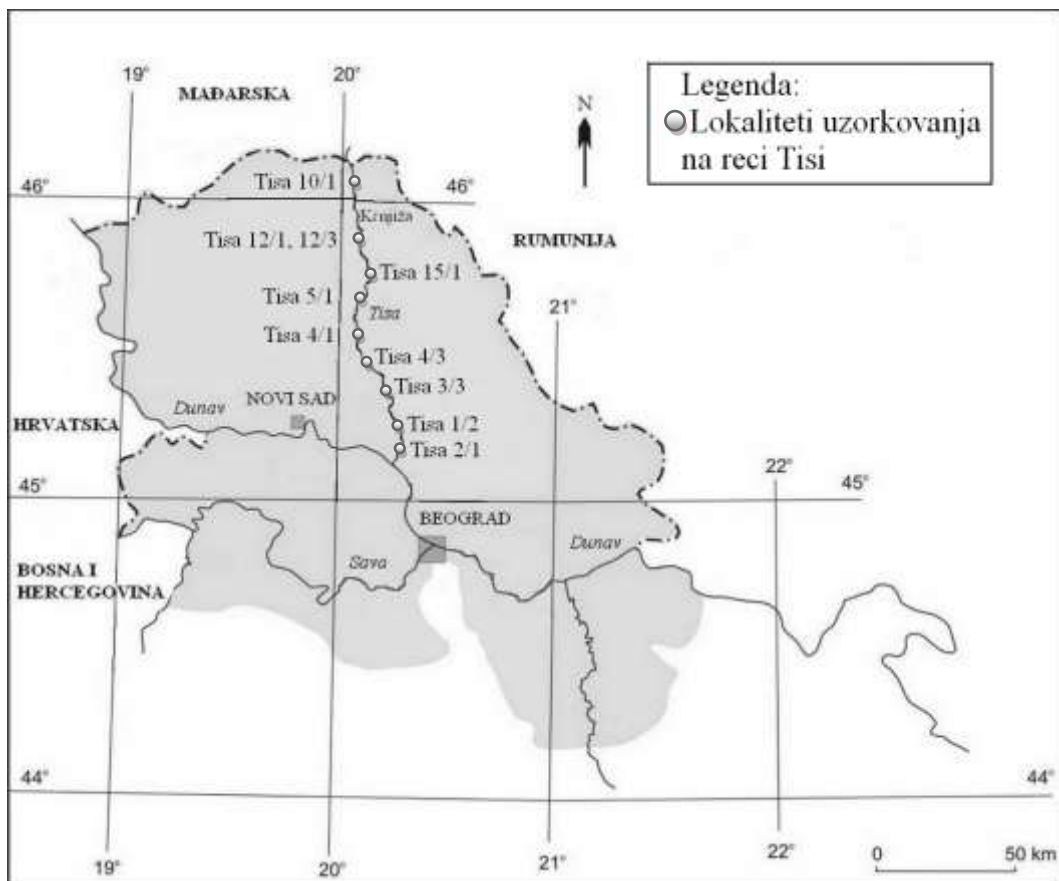 19°
20°
MAĐARSKA
N
Legenda:
Lokaliteti uzorkovanja
na reci Tisi
46°
Tisa 10/1
46°
Kanjiža
Tisa 12/1, 12/3
RUMUNIJA
Tisa 15/1
Tisa 5/1
Tisa
21°
Tisa 4/1
Tisa 4/3
Tisa 3/3
NOVI SAD
Dunav
HRVATSKA
Tisa 1/2
Tisa 2/1
22°
45°
45°
BEOGRAD
Dunav
Sava
BOSNA I
HERCEGOVINA
44°
44°
19°
20°
21°
22°
0
50 km